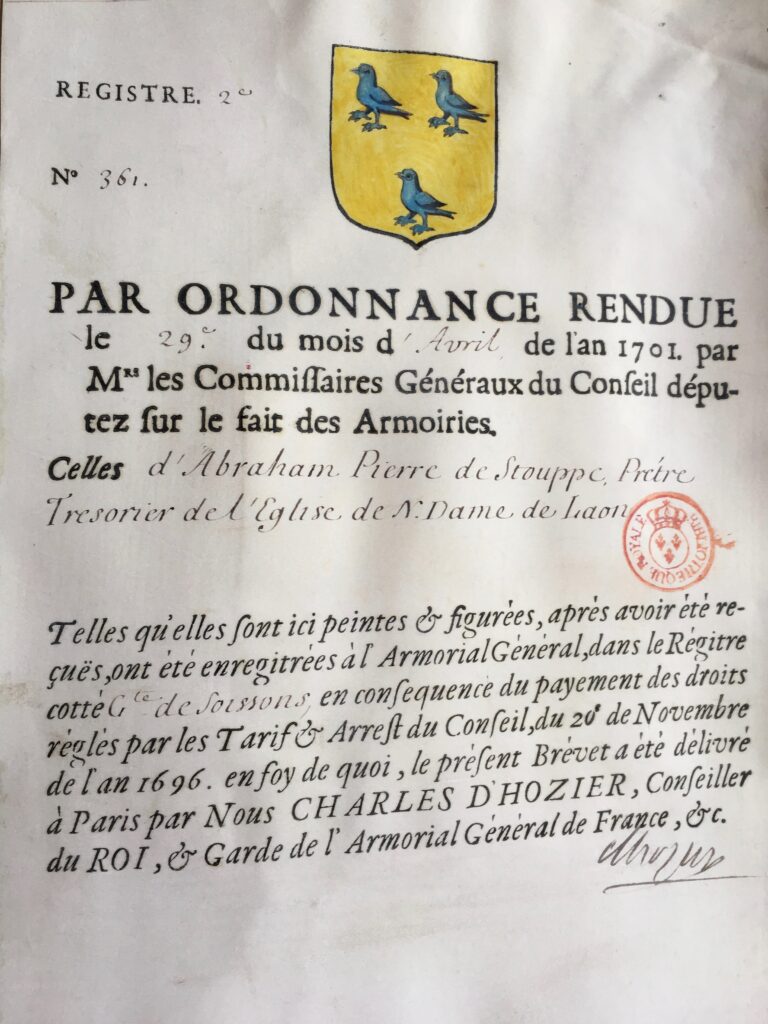 REGISTRE. 2e
No 361.
PAR ORDONNANCE RENDUE
le 29e. du mois d'Avril, de l'an 1701. par
Mrs les Commiſſaires Généraux du Conſeil dépu-
tez ſur le fait des Armoiries.
Celles d'Abraham Pierre de Stouppe, Prétre
Tresorier de l'Eglise de N. Dame de Laon
BIBLIOTHEQUE ROYALE
Telles qu'elles ſont ici peintes & figurées, après avoir été re-
çuës, ont été enregitrées à l'Armorial Général, dans le Régitre
cotté Gté de Soissons, en conſequence du payement des droits
réglés par les Tarif & Arreſt du Conſeil, du 20e de Novembre
de l'an 1696. en foy de quoi, le préſent Brévet a été délivré
à Paris par Nous CHARLES D'HOZIER, Conſeiller
du ROI, & Garde de l'Armorial Général de France, &c.
dhozier